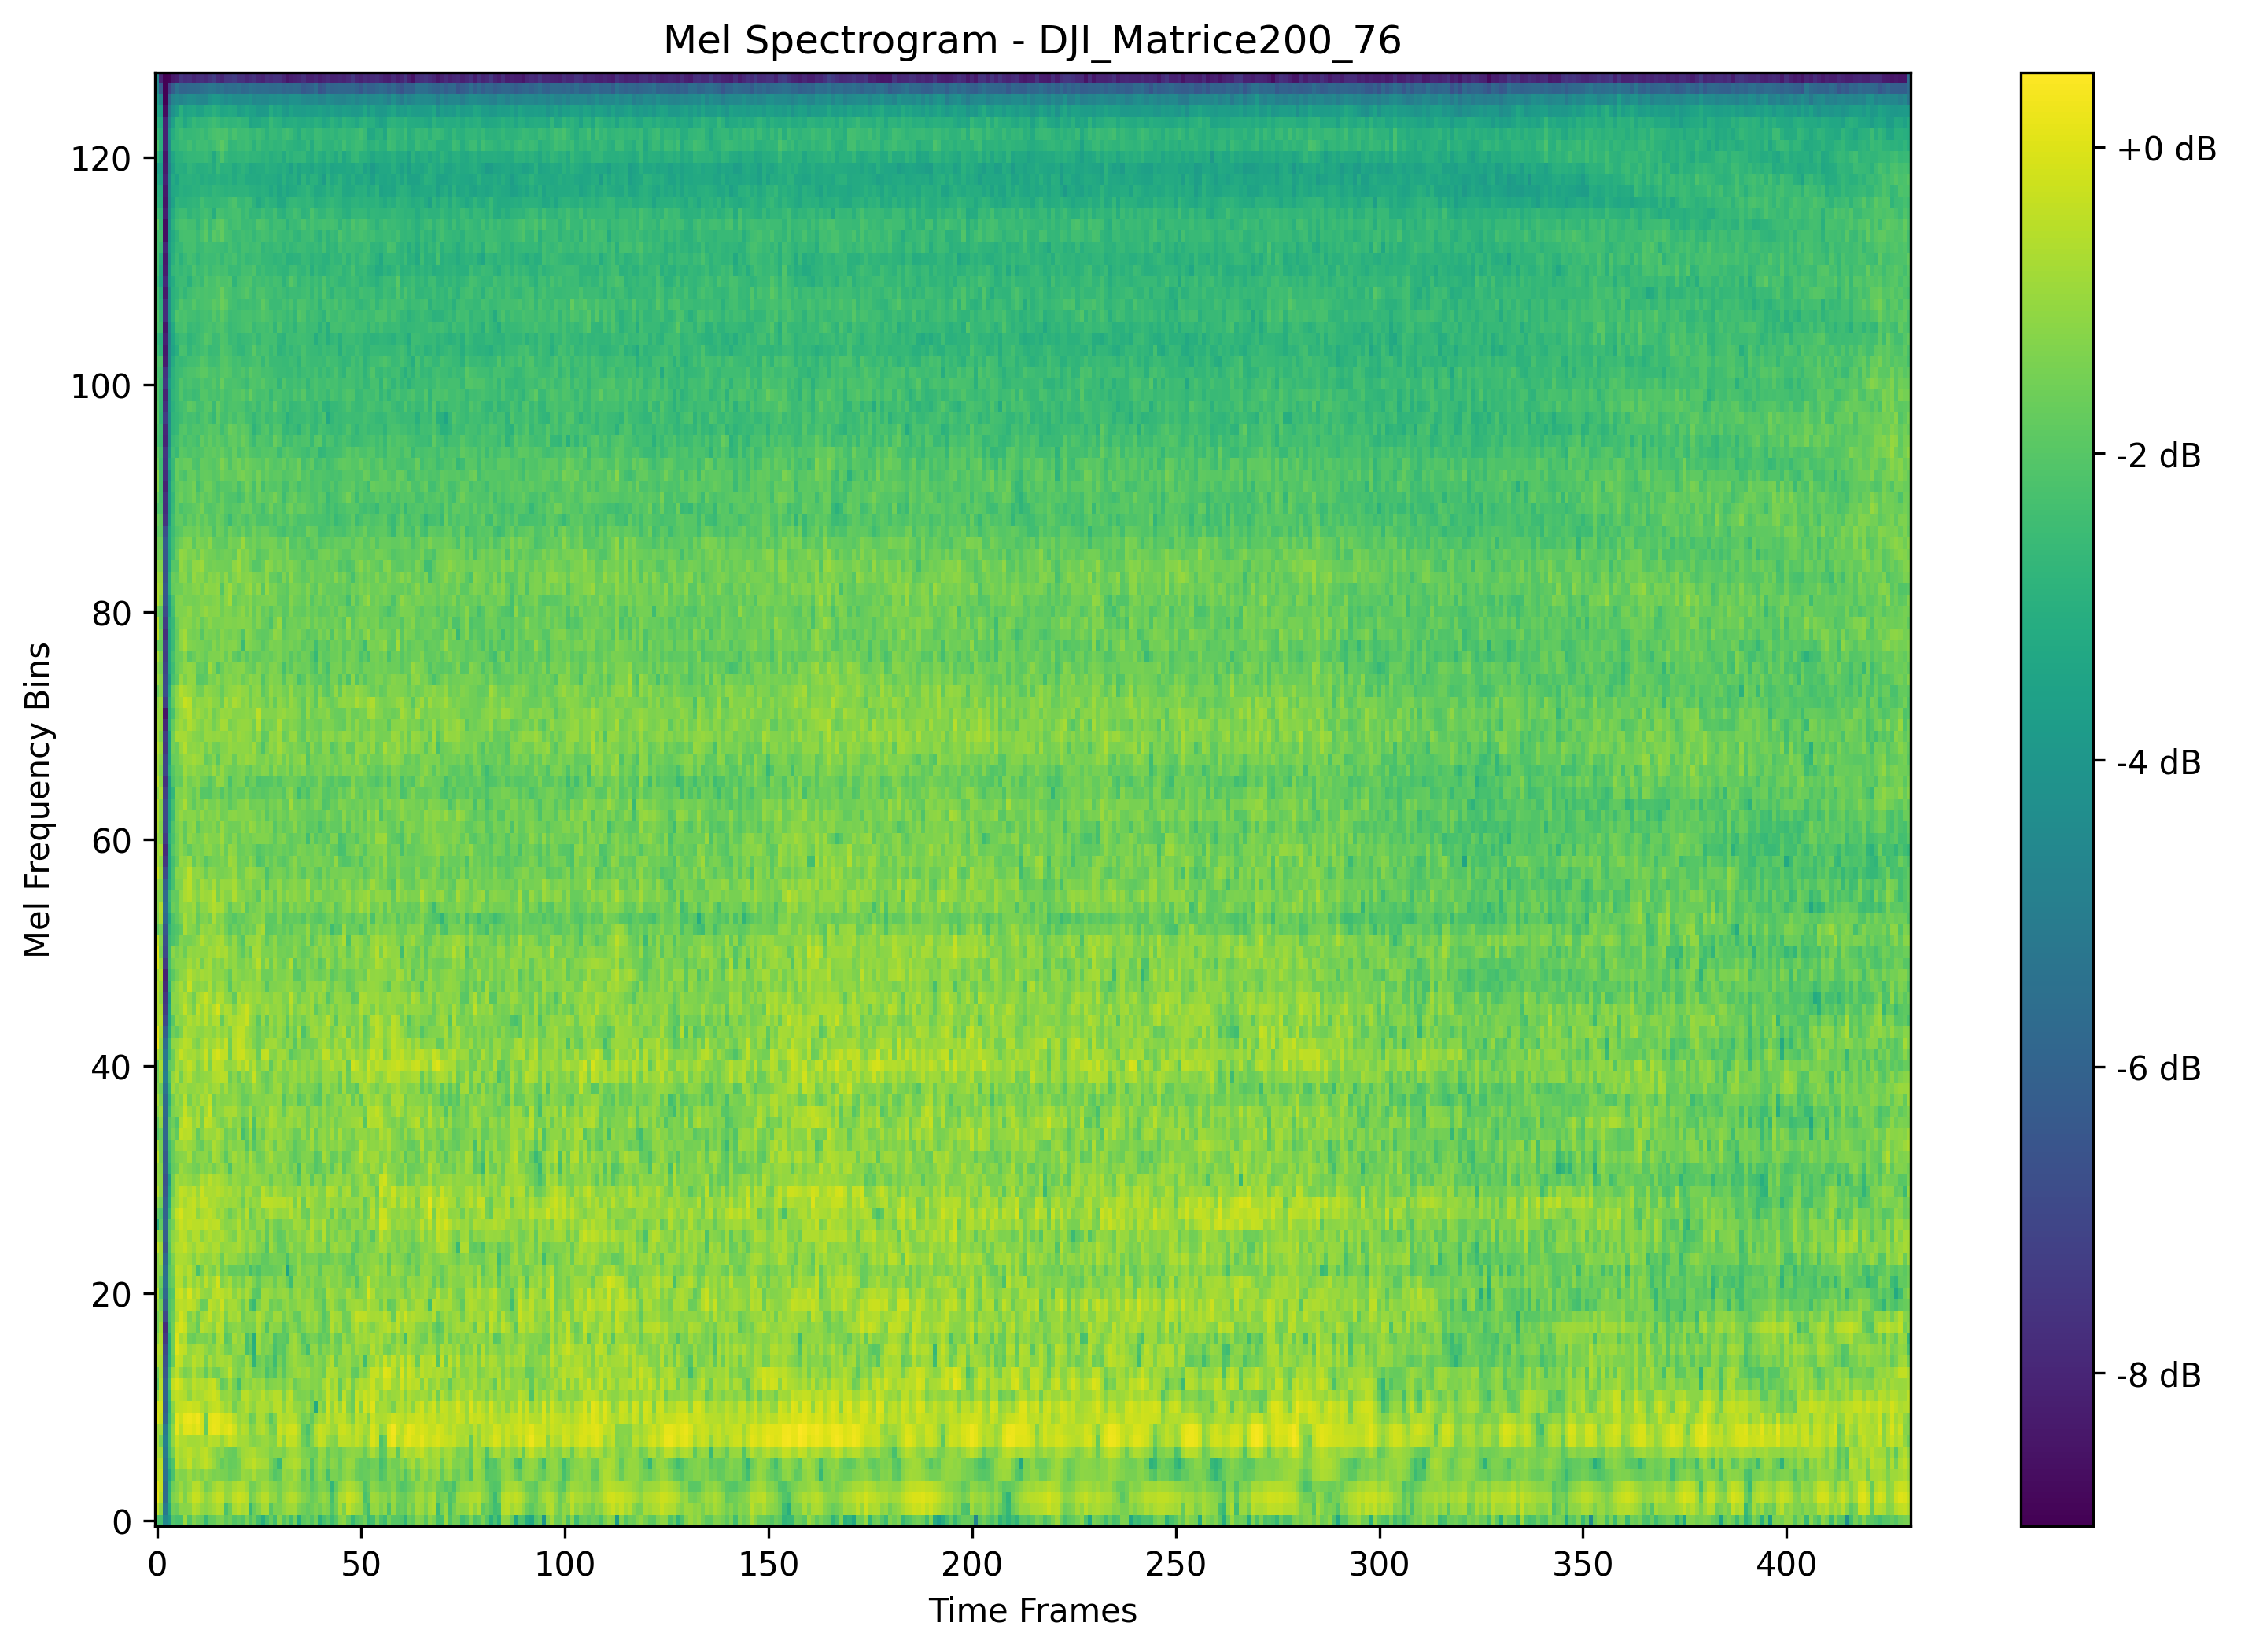 Mel Spectrogram - DJI_Matrice200_76
Mel Frequency Bins
120
100
80
60
40
20
0
0 50 100 150 200 250 300 350 400
Time Frames
+0 dB
-2 dB
-4 dB
-6 dB
-8 dB